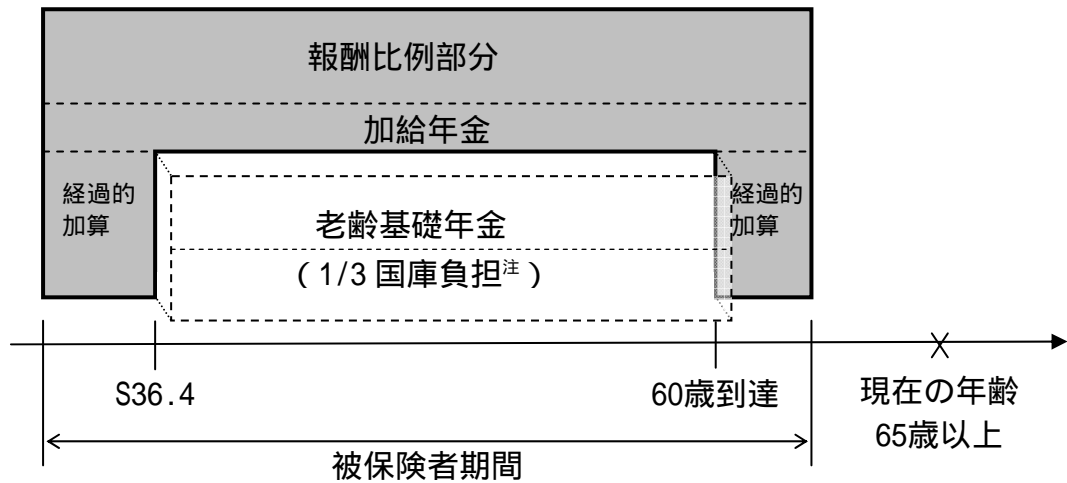 報酬比例部分
加給年金
経過的
加算
老齢基礎年金
（1/3 国庫負担注）
経過的
加算
S36.4
60歳到達
現在の年齢
65歳以上
被保険者期間